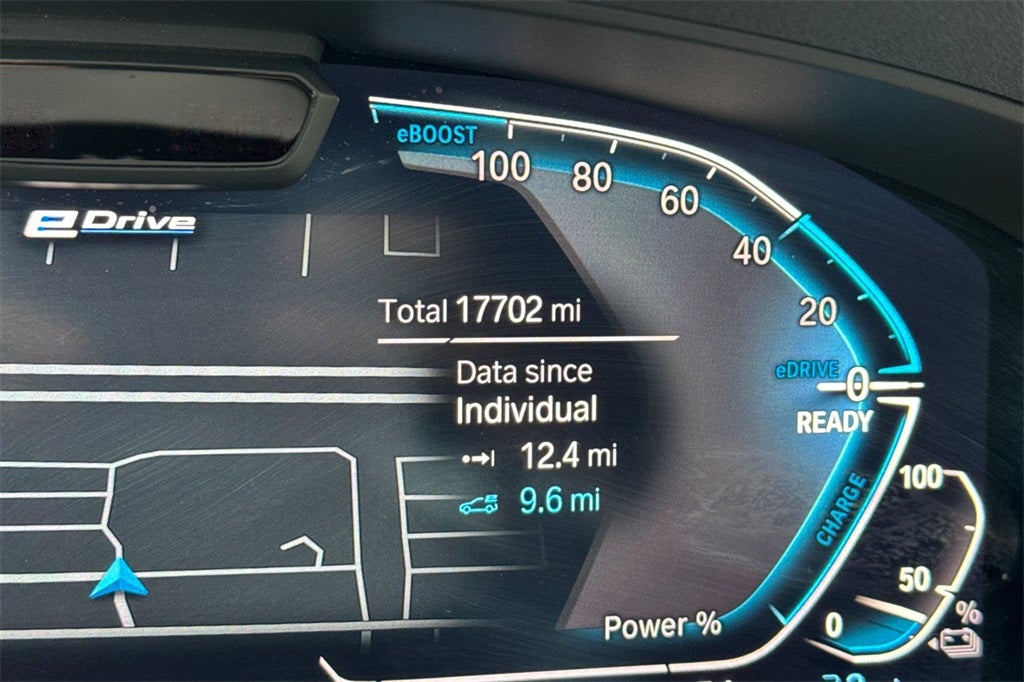 eBOOST
100
80
60
eDrive
40
Total 17702 mi
20
Data since
eDRIVE
0
Individual
READY
12.4 mi
100
9.6 mi
CHARGE
50
%
Power %
0